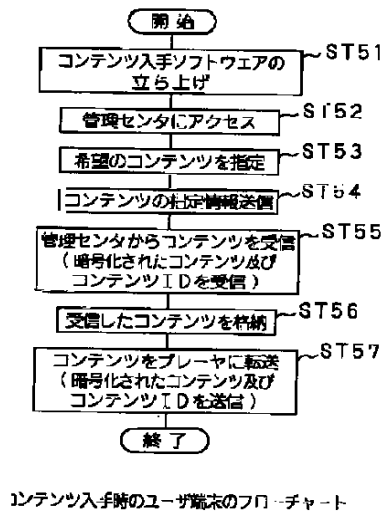 開始
コンテンツ入手ソフトウェアの
立ち上げ
ST51
管理センタにアクセス
ST52
希望のコンテンツを指定
ST53
コンテンツの指定情報送信
ST54
管理センタからコンテンツを受信
(暗号化されたコンテンツ及び
コンテンツIDを受信)
ST55
受信したコンテンツを格納
ST56
コンテンツをプレーヤに転送
(暗号化されたコンテンツ及び
コンテンツIDを送信)
ST57
終了
コンテンツ入手時のユーザ端末のフローチャート